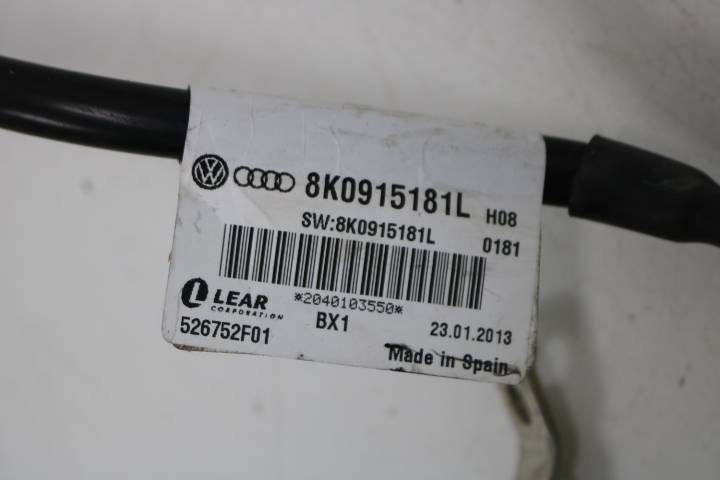 8K0915181L H08
SW:8K0915181L 0181
*2040103550*
LEAR
CORPORATION
BX1 23.01.2013
526752F01
Made in Spain